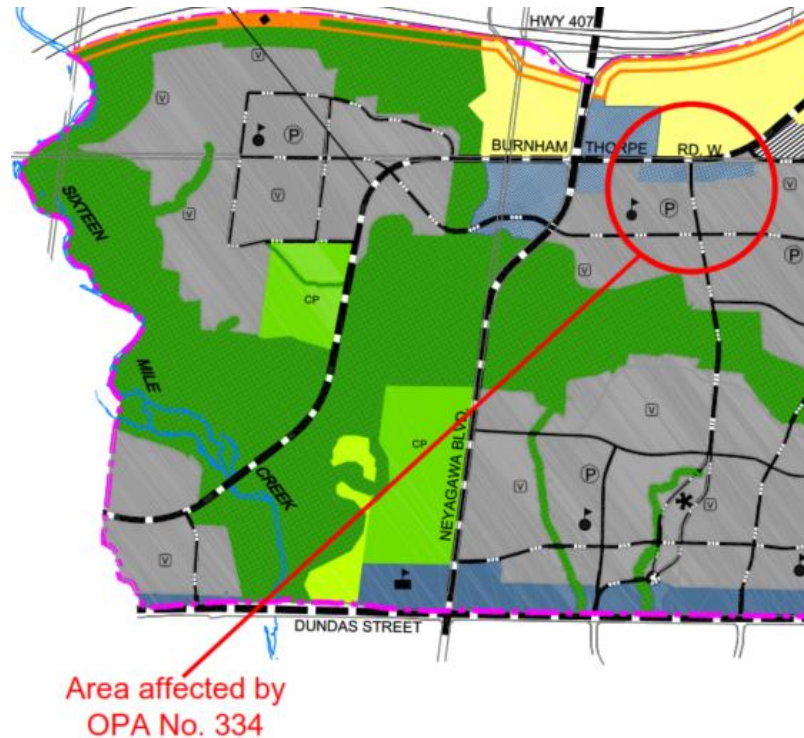 HWY 407
V
V
P
BURNHAM THORPE RD. W.
V
V
V
P
SIXTEEN
P
V
CP
MILE
CP
NEYAGAWA BLVD.
V
CREEK
V
P
V
V
DUNDAS STREET
Area affected by
OPA No. 334